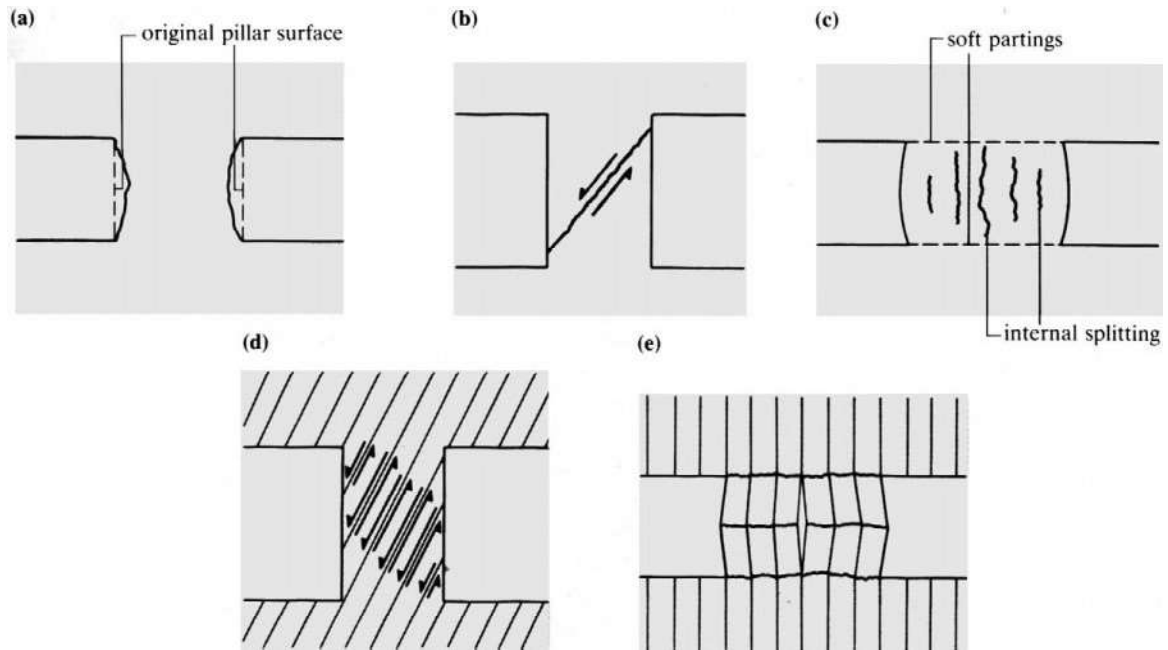 (a)
original pillar surface
(b)
(c)
soft partings
internal splitting
(d)
(e)